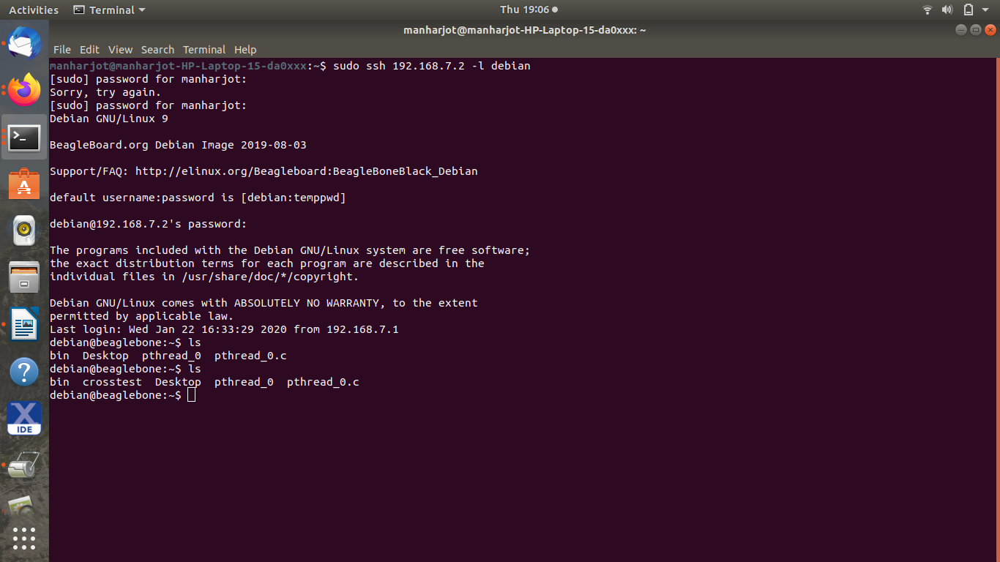 Activities Terminal Thu 19:06
manharjot@manharjot-HP-Laptop-15-da0xxx: ~
File Edit View Search Terminal Help
manharjot@manharjot-HP-Laptop-15-da0xxx:~$ sudo ssh 192.168.7.2 -l debian
[sudo] password for manharjot:
Sorry, try again.
[sudo] password for manharjot:
Debian GNU/Linux 9
BeagleBoard.org Debian Image 2019-08-03
Support/FAQ: http://elinux.org/Beagleboard:BeagleBoneBlack_Debian
default username:password is [debian:temppwd]
debian@192.168.7.2's password:
The programs included with the Debian GNU/Linux system are free software;
the exact distribution terms for each program are described in the
individual files in /usr/share/doc/*/copyright.
Debian GNU/Linux comes with ABSOLUTELY NO WARRANTY, to the extent
permitted by applicable law.
Last login: Wed Jan 22 16:33:29 2020 from 192.168.7.1
debian@beaglebone:~$ ls
bin  Desktop  pthread_0  pthread_0.c
debian@beaglebone:~$ ls
bin  crosstest  Desktop  pthread_0  pthread_0.c
debian@beaglebone:~$
X
IDE